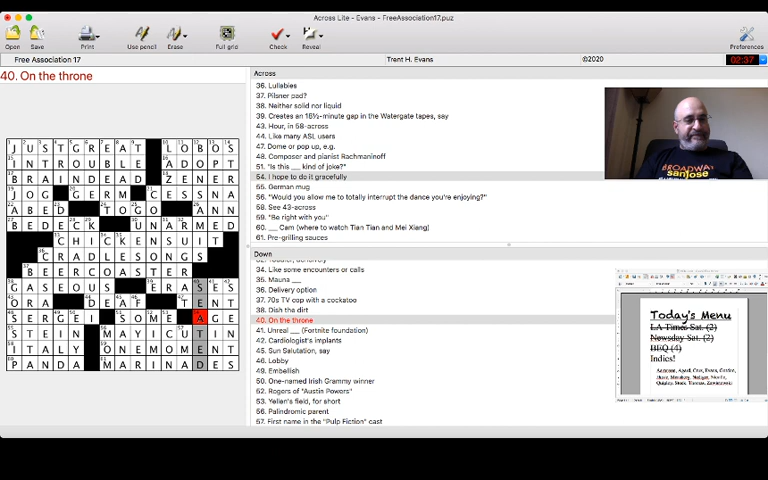 Across Lite - Evans - FreeAssociation17.puz
Open
Save
Print
Use pencil
Erase
Full grid
Check
Reveal
Preferences
Free Association 17
Trent H. Evans
©2020
02:37
40. On the throne
JUSTGREAT LOBOS
INTROUBLE ADOPT
BRAINDEAD ZENER
JOG GERM CESSNA
ABED TOGO ANN
BEDECK UNARMED
CHICKENSUIT
CRADLESONGS
BEERCOASTER
GASEOUS ERASES
ORA DEAF TENT
SERGEI SOME AGE
STEIN MAYICUTIN
ITALY ONEMOMENT
PANDA MARINADES
Across
36. Lullabies
37. Pilsner pad?
38. Neither solid nor liquid
39. Creates an 18½-minute gap in the Watergate tapes, say
43. Hour, in 58-across
44. Like many ASL users
47. Dome or pop up, e.g.
48. Composer and pianist Rachmaninoff
51. "Is this ___ kind of joke?"
54. I hope to do it gracefully
55. German mug
56. "Would you allow me to totally interrupt the dance you're enjoying?"
58. See 43-across
59. "Be right with you"
60. ___ Cam (where to watch Tian Tian and Mei Xiang)
61. Pre-grilling sauces
Down
34. Like some encounters or calls
35. Mauna ___
36. Delivery option
37. 70s TV cop with a cockatoo
38. Dish the dirt
40. On the throne
41. Unreal ___ (Fortnite foundation)
42. Cardiologist's implants
45. Sun Salutation, say
46. Lobby
49. Embellish
50. One-named Irish Grammy winner
52. Rogers of "Austin Powers"
53. Yellen's field, for short
56. Palindromic parent
57. First name in the "Pulp Fiction" cast
BROADWAY
sanJose
Today's Menu
LA Times Sat. (2)
Newsday Sat. (2)
BEQ (4)
Indies!